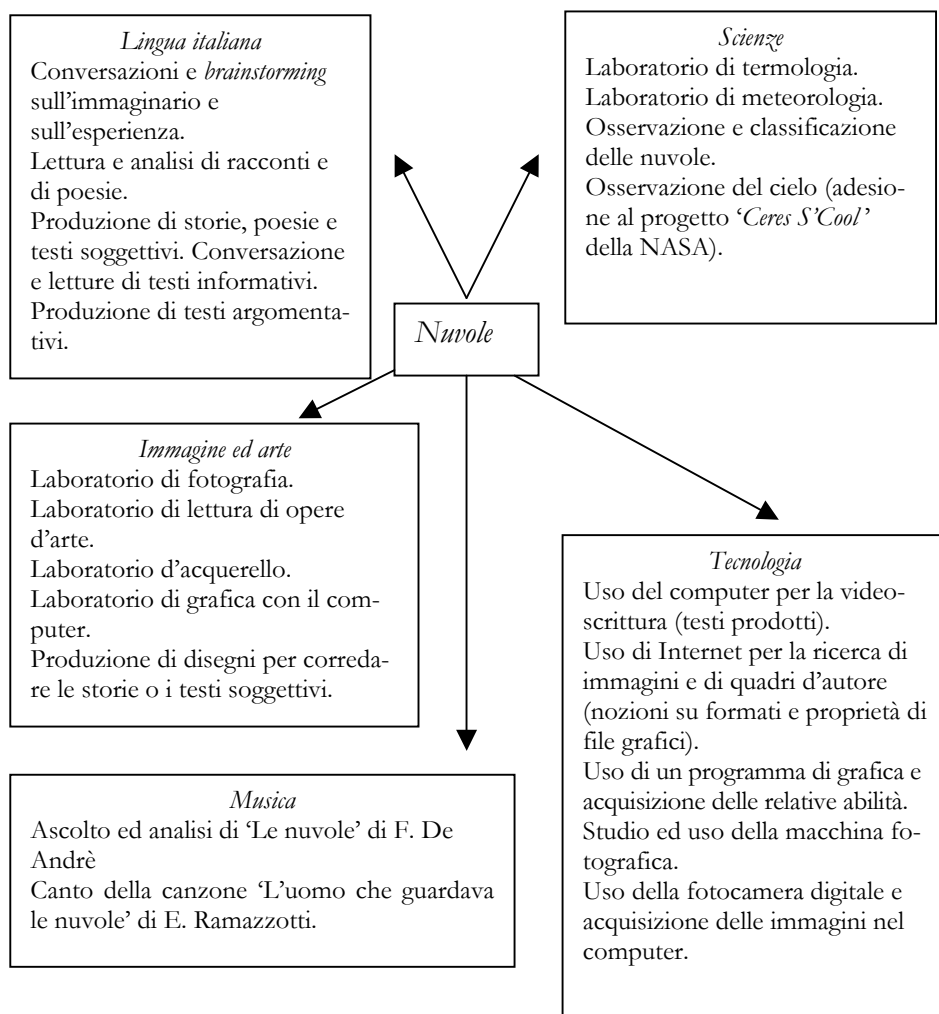 Lingua italiana
Conversazioni e brainstorming
sull'immaginario e
sull'esperienza.
Lettura e analisi di racconti e
di poesie.
Produzione di storie, poesie e
testi soggettivi. Conversazione
e letture di testi informativi.
Produzione di testi argomenta-
tivi.
Scienze
Laboratorio di termologia.
Laboratorio di meteorologia.
Osservazione e classificazione
delle nuvole.
Osservazione del cielo (adesio-
ne al progetto ‘Ceres S’Cool’
della NASA).
Nuvole
Immagine ed arte
Laboratorio di fotografia.
Laboratorio di lettura di opere
d'arte.
Laboratorio d'acquerello.
Laboratorio di grafica con il com-
puter.
Produzione di disegni per correda-
re le storie o i testi soggettivi.
Tecnologia
Uso del computer per la video-
scrittura (testi prodotti).
Uso di Internet per la ricerca di
immagini e di quadri d'autore
(nozioni su formati e proprietà di
file grafici).
Uso di un programma di grafica e
acquisizione delle relative abilità.
Studio ed uso della macchina fo-
tografica.
Uso della fotocamera digitale e
acquisizione delle immagini nel
computer.
Musica
Ascolto ed analisi di ‘Le nuvole’ di F. De
Andrè
Canto della canzone ‘L'uomo che guardava
le nuvole’ di E. Ramazzotti.